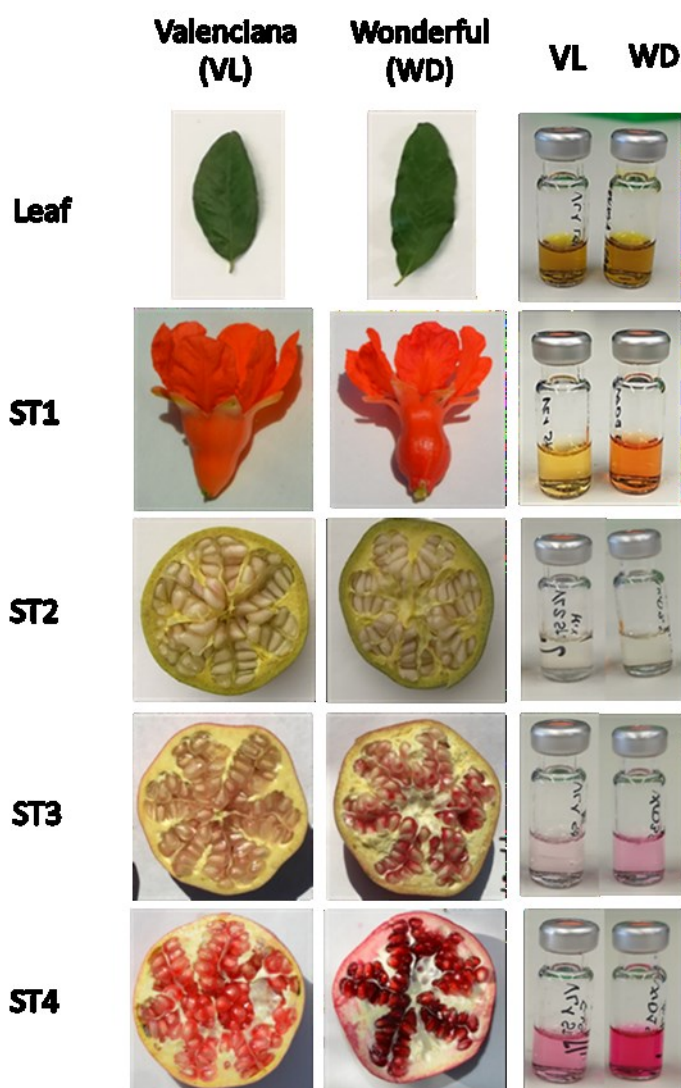 Valenciana
(VL)
Wonderful
(WD)
VL
WD
Leaf
ST1
ST2
ST3
ST4